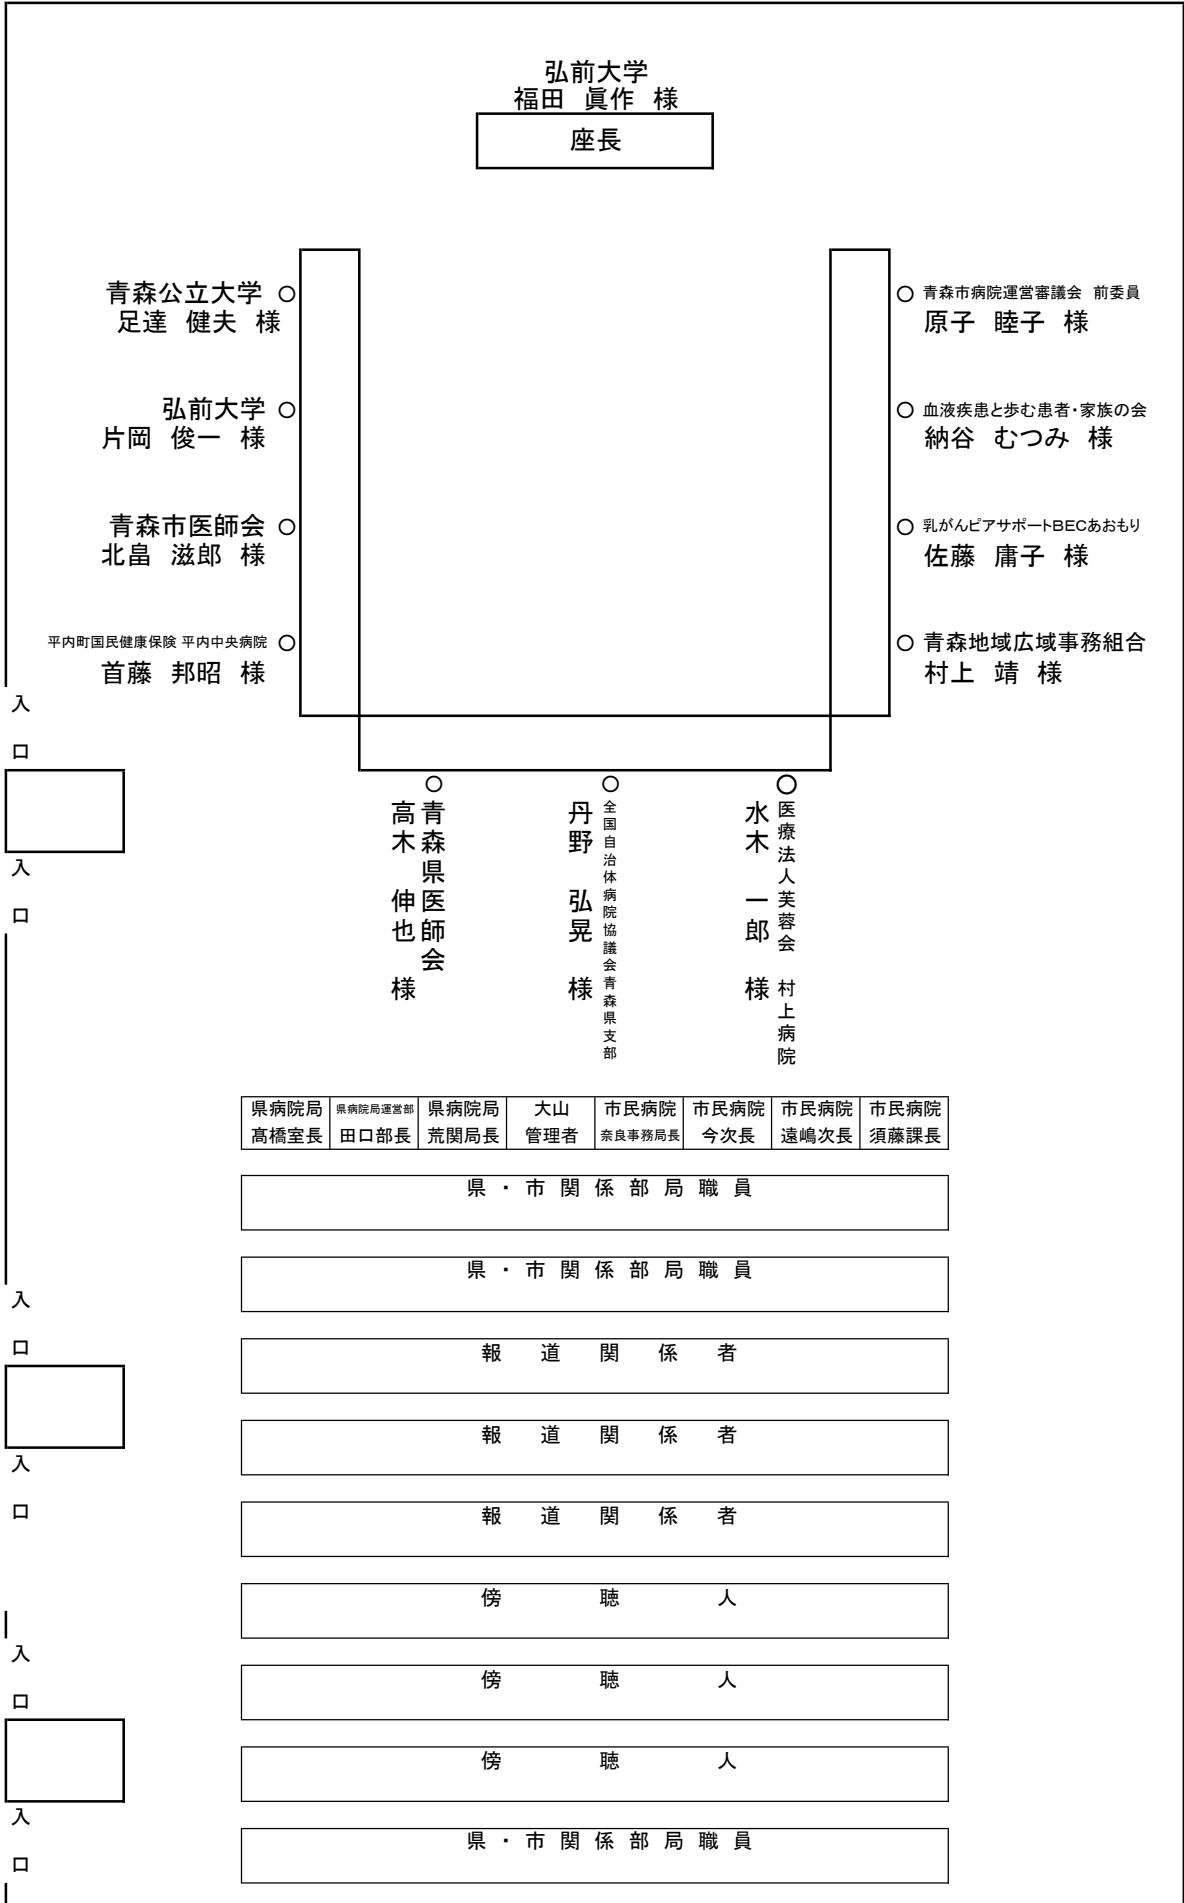 弘前大学
福田 眞作 様
座長
青森公立大学 ○
足達 健夫 様
弘前大学 ○
片岡 俊一 様
青森市医師会 ○
北畠 滋郎 様
平内町国民健康保険 平内中央病院 ○
首藤 邦昭 様
○ 青森市病院運営審議会 前委員
原子 睦子 様
○ 血液疾患と歩む患者・家族の会
納谷 むつみ 様
○ 乳がんピアサポートBECあおもり
佐藤 庸子 様
○ 青森地域広域事務組合
村上 靖 様
入口
入口
○ 青森県医師会
高木 伸也 様
○ 全国自治体病院協議会青森県支部
丹野 弘晃 様
○ 医療法人芙蓉会 村上病院
水木 一郎 様
県病院局 県病院局運営部 県病院局 大山 市民病院 市民病院 市民病院 市民病院
髙橋室長 田口部長 荒関局長 管理者 奈良事務局長 今次長 遠嶋次長 須藤課長
県・市関係部局職員
県・市関係部局職員
入口
報道関係者
報道関係者
入口
報道関係者
傍聴人
入口
傍聴人
傍聴人
入口
県・市関係部局職員